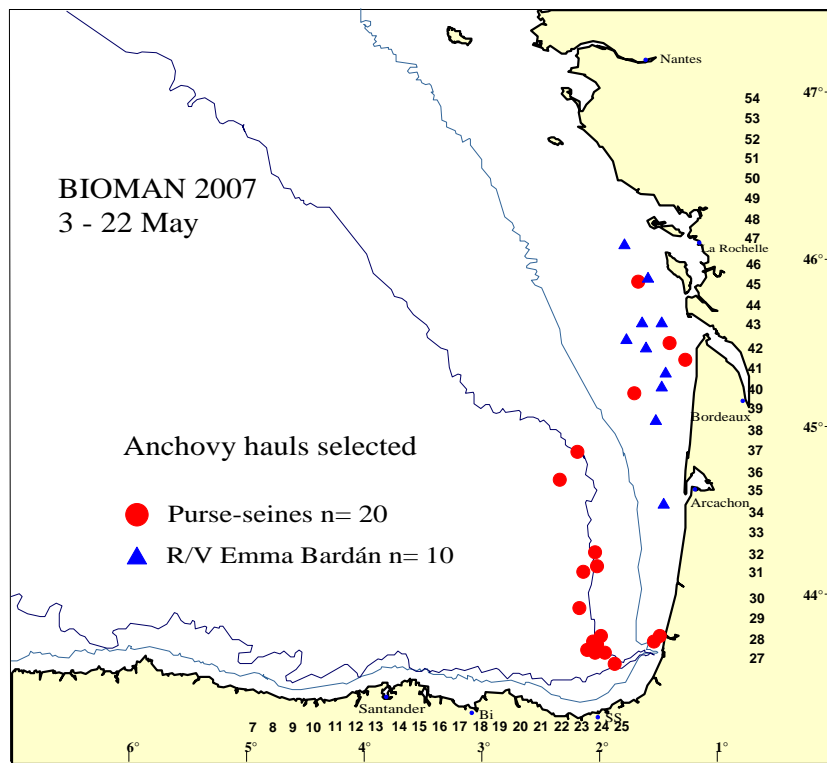 Nantes
47°
54
53
52
51
50
49
48
47
46
45
44
43
42
41
40
39
38
37
36
35
34
33
32
31
30
29
28
27
BIOMAN 2007
3 - 22 May
La Rochelle
46°
Bordeaux
45°
Anchovy hauls selected
Arcachon
Purse-seines n= 20
R/V Emma Bardán n= 10
44°
Santander
Bi
SS
7 8 9 10 11 12 13 14 15 16 17 18 19 20 21 22 23 24 25
6° 5° 4° 3° 2° 1°